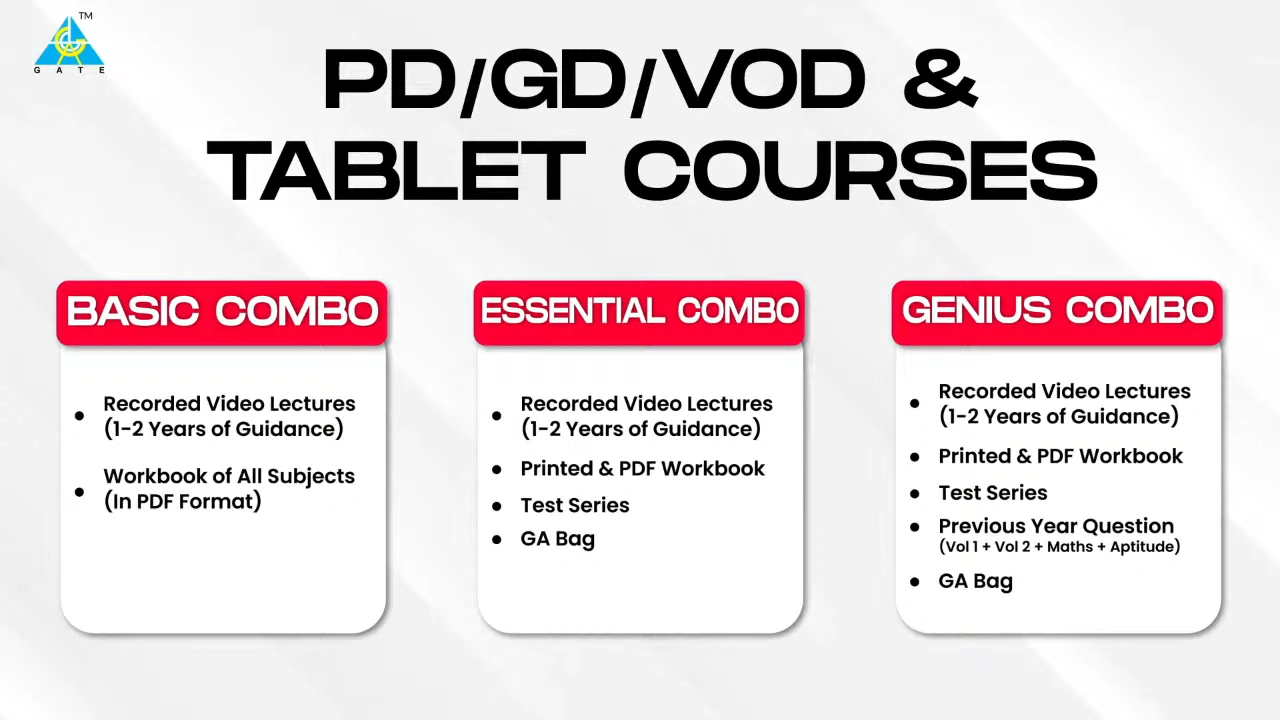 TM
GATE
PD/GD/VOD &
TABLET COURSES
BASIC COMBO
• Recorded Video Lectures
(1-2 Years of Guidance)
• Workbook of All Subjects
(In PDF Format)
ESSENTIAL COMBO
• Recorded Video Lectures
(1-2 Years of Guidance)
• Printed & PDF Workbook
• Test Series
• GA Bag
GENIUS COMBO
• Recorded Video Lectures
(1-2 Years of Guidance)
• Printed & PDF Workbook
• Test Series
• Previous Year Question
(Vol 1 + Vol 2 + Maths + Aptitude)
• GA Bag